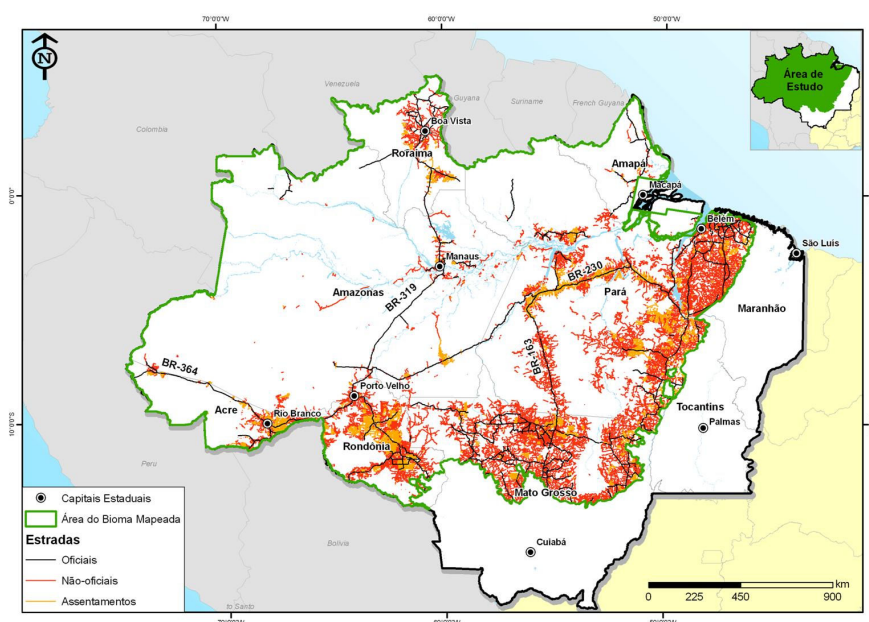 70°0'0"W
60°0'0"W
50°0'0"W
N
Área de
Estudo
Venezuela
Guyana
Suriname
French Guyana
Colombia
Boa Vista
Roraima
Amapá
0°0'0"
Macapá
Belém
São Luis
Manaus
BR-230
Amazonas
BR-319
Pará
Maranhão
BR-163
BR-364
Porto Velho
Acre
Rio Branco
Tocantins
10°0'0"S
Palmas
Rondônia
Peru
Mato Grosso
Capitais Estaduais
Área do Bioma Mapeada
Estradas
Bolivia
Cuiabá
Oficiais
Não-oficiais
km
Assentamentos
0 225 450 900
to Santo